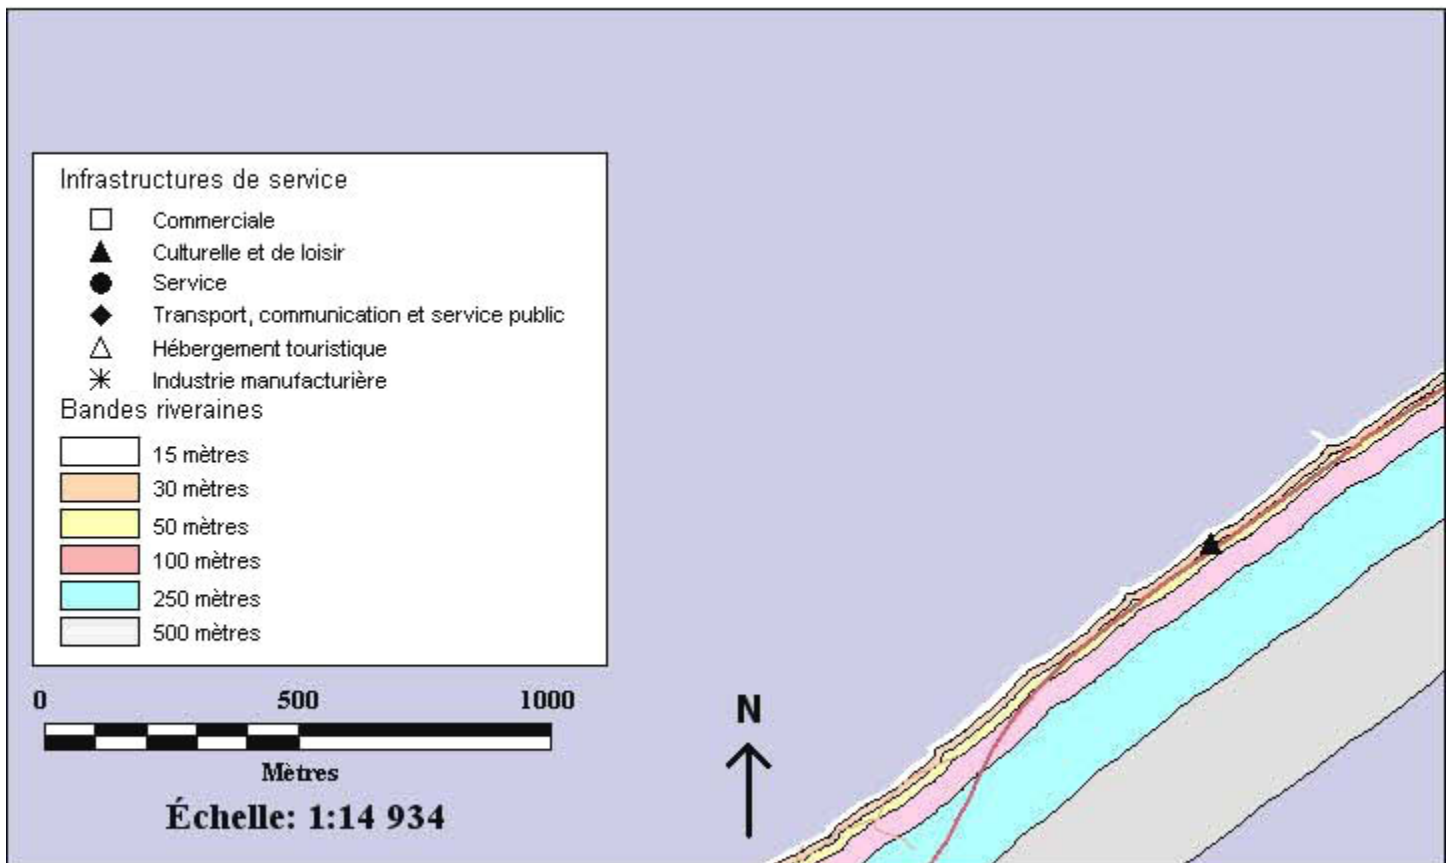 Infrastructures de service
Commerciale
Culturelle et de loisir
Service
Transport, communication et service public
Hébergement touristique
Industrie manufacturière
Bandes riveraines
15 mètres
30 mètres
50 mètres
100 mètres
250 mètres
500 mètres
0 500 1000
Mètres
Échelle: 1:14 934
N